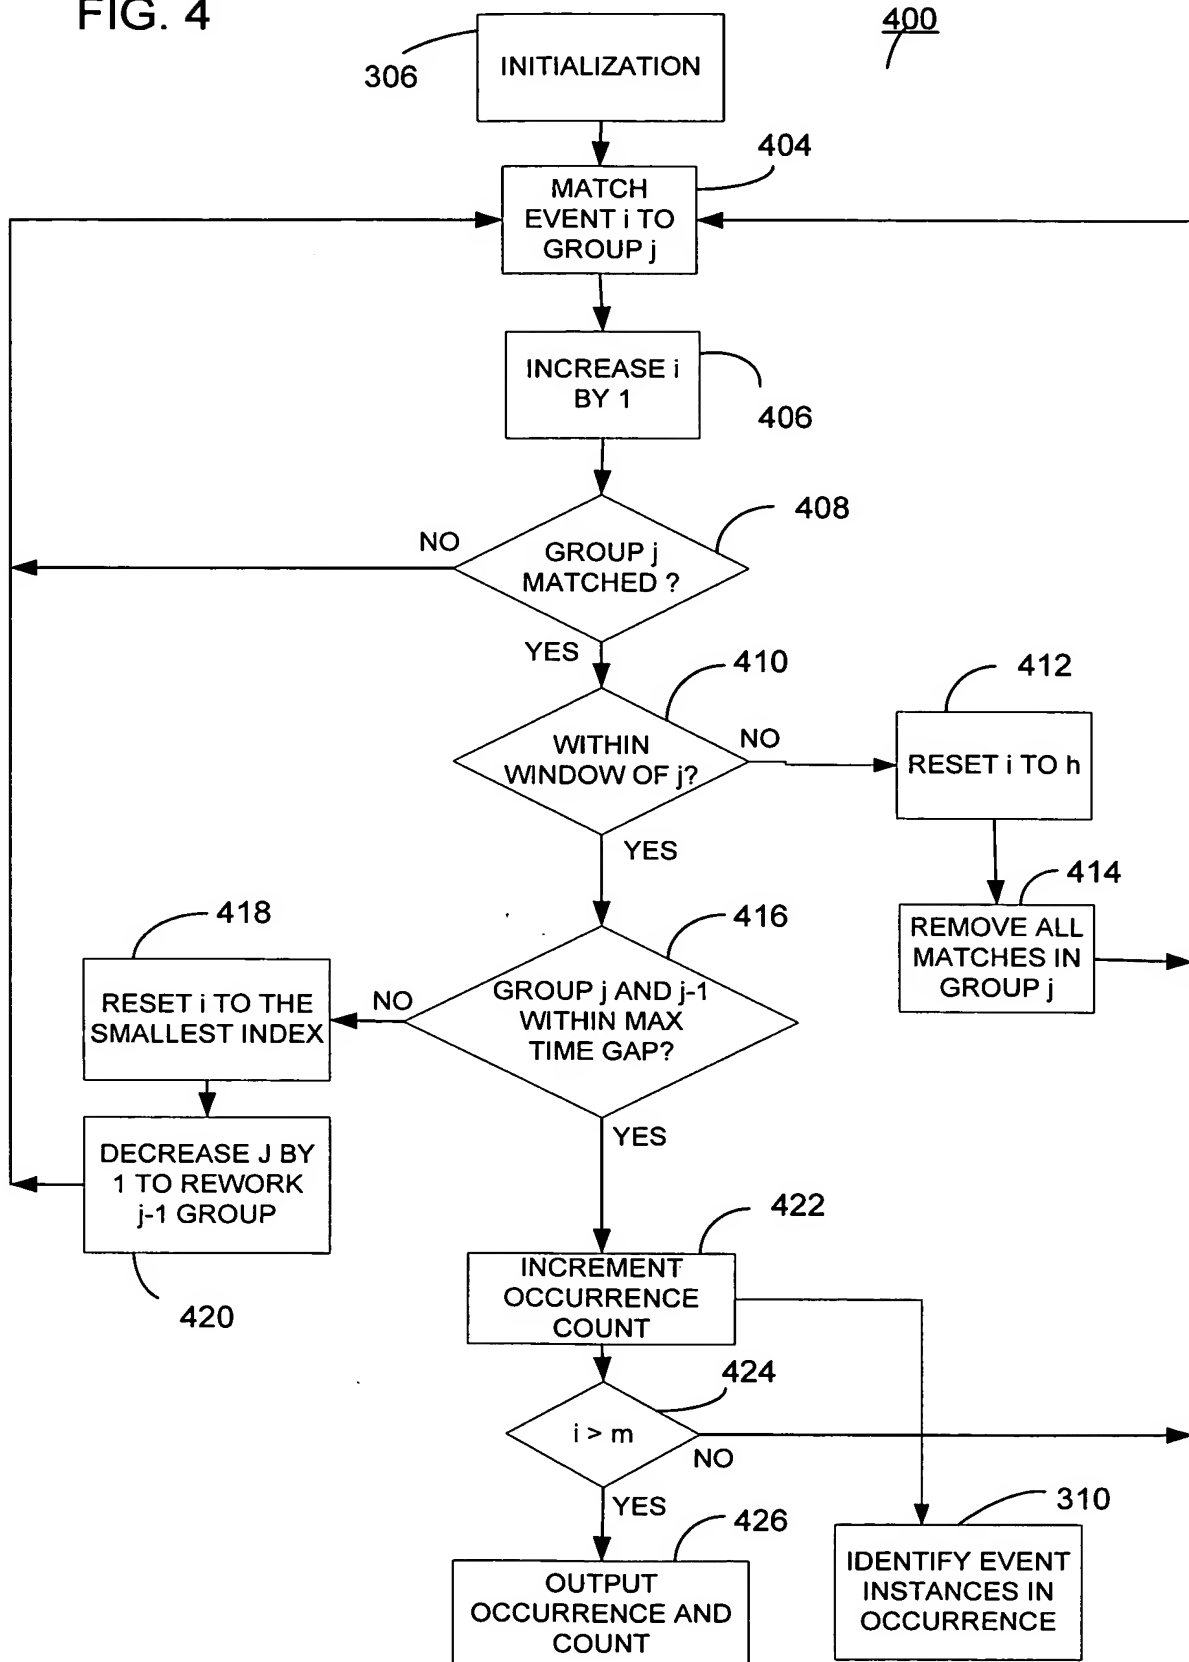 FIG. 4
400
306
INITIALIZATION
404
MATCH
EVENT i TO
GROUP j
INCREASE i
BY 1
406
408
NO
GROUP j
MATCHED ?
YES
410
412
WITHIN
WINDOW OF j?
NO
RESET i TO h
YES
414
418
416
REMOVE ALL
MATCHES IN
GROUP j
RESET i TO THE
SMALLEST INDEX
NO
GROUP j AND j-1
WITHIN MAX
TIME GAP?
YES
DECREASE J BY
1 TO REWORK
j-1 GROUP
420
422
INCREMENT
OCCURRENCE
COUNT
424
i > m
NO
YES
426
310
OUTPUT
OCCURRENCE AND
COUNT
IDENTIFY EVENT
INSTANCES IN
OCCURRENCE